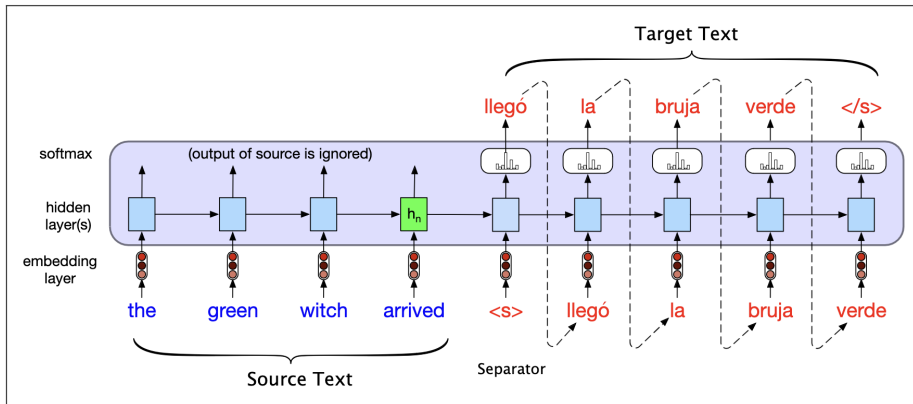 Target Text
llegó la bruja verde </s>
softmax (output of source is ignored)
hidden
layer(s)
hn
embedding
layer
the green witch arrived <s> llegó la bruja verde
Separator
Source Text